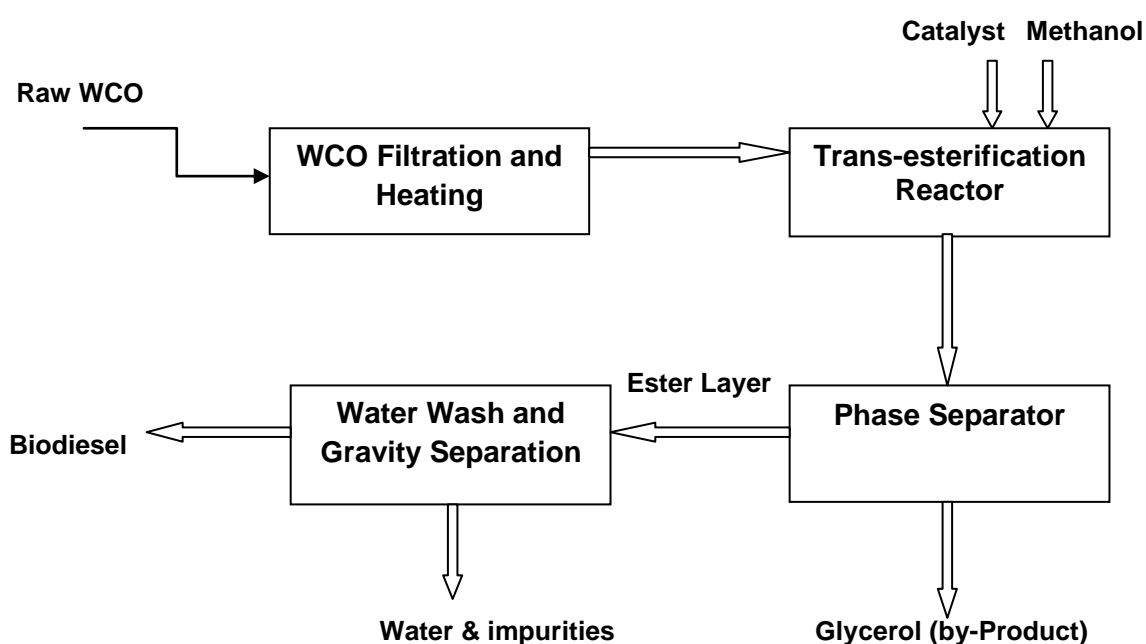 Catalyst Methanol
Raw WCO
WCO Filtration and
Heating
Trans-esterification
Reactor
Ester Layer
Phase Separator
Water Wash and
Gravity Separation
Biodiesel
Water & impurities
Glycerol (by-Product)